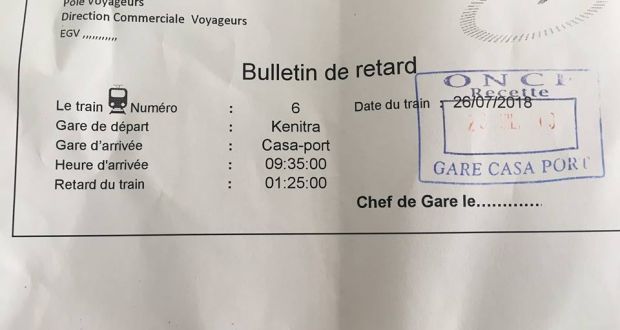 Pole Voyageurs
Direction Commerciale Voyageurs
EGV ,,,,,,,,,,,
Bulletin de retard
Le train Numéro : 6
Date du train : 26/07/2018
Gare de départ : Kenitra
Gare d'arrivée : Casa-port
Heure d'arrivée : 09:35:00
Retard du train : 01:25:00
ONCF
Recette
GARE CASA PORT
Chef de Gare le..............